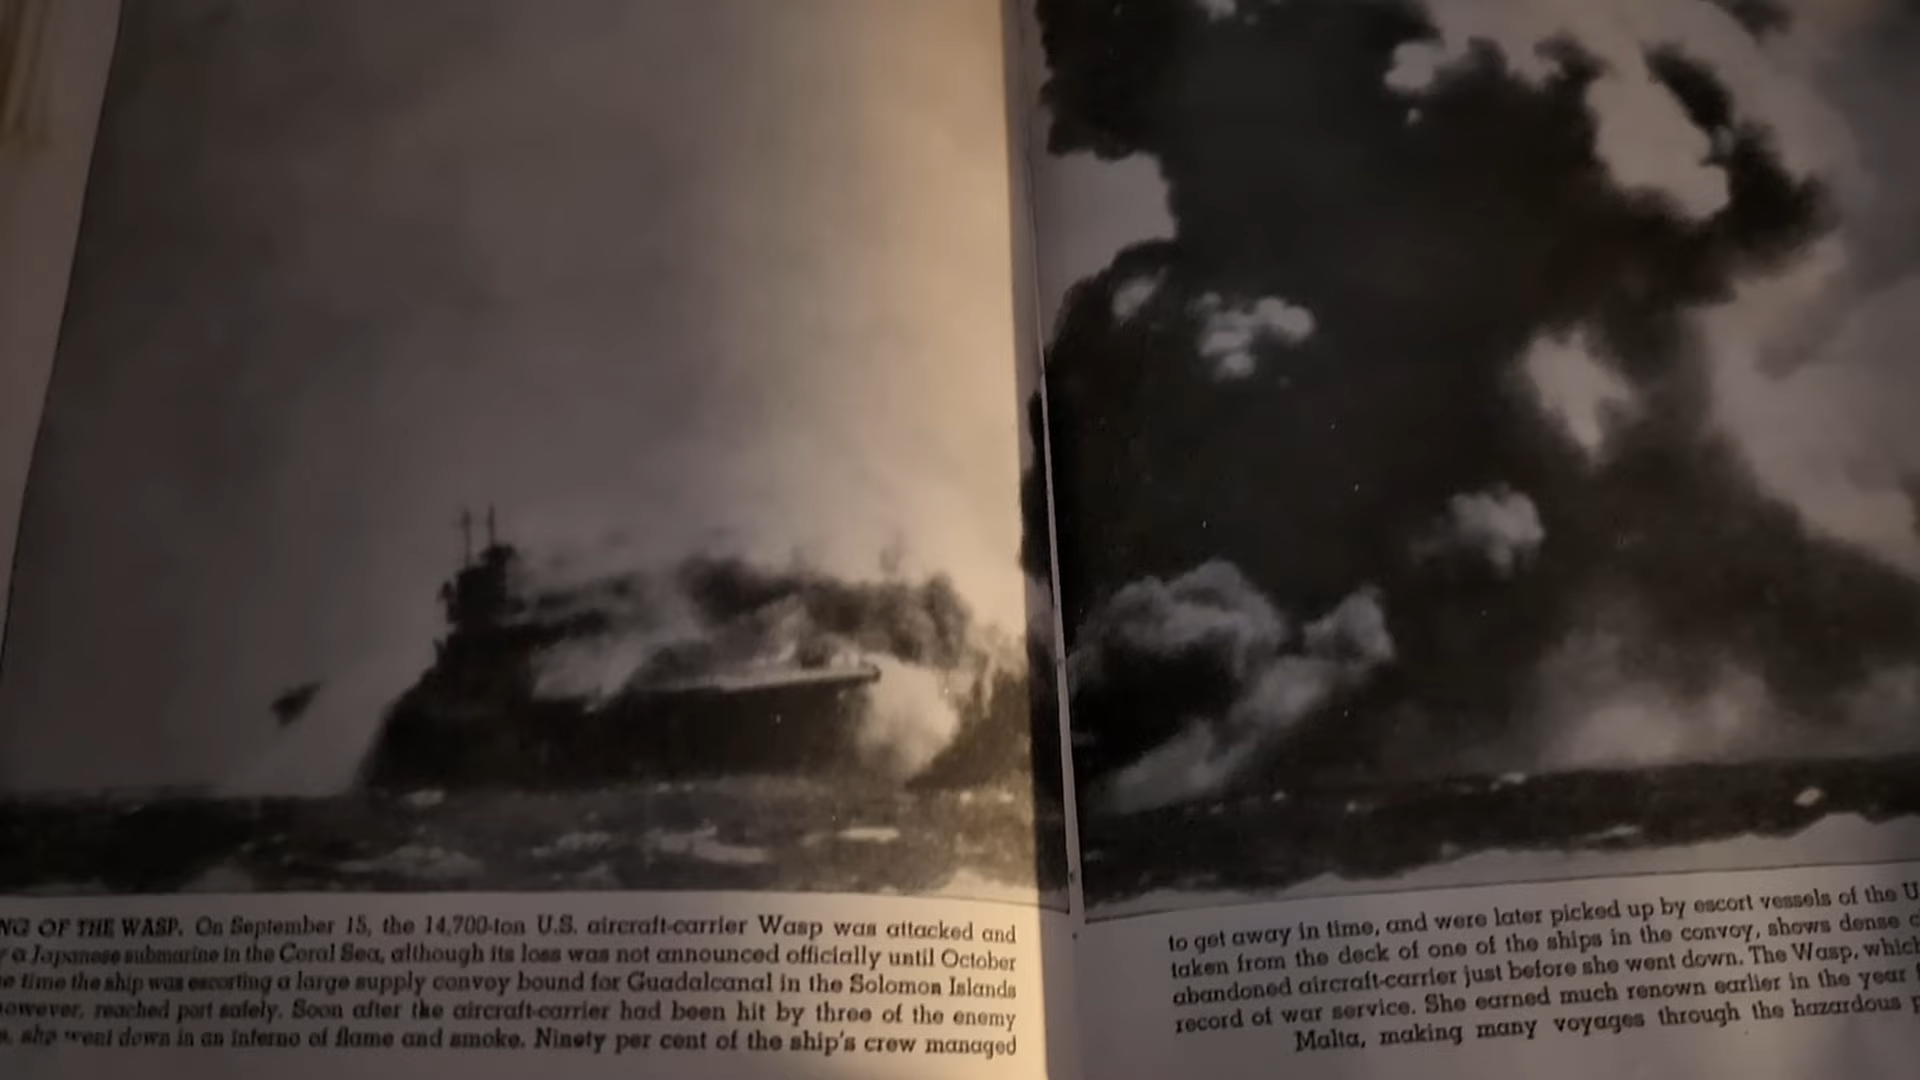 NG OF THE WASP. On September 15, the 14,700-ton U.S. aircraft-carrier Wasp was attacked and
a Japanese submarine in the Coral Sea, although its loss was not announced officially until October
e time the ship was escorting a large supply convoy bound for Guadalcanal in the Solomon Islands
owever, reached port safely. Soon after the aircraft-carrier had been hit by three of the enemy
she went down in an inferno of flame and smoke. Ninety per cent of the ship's crew managed
to get away in time, and were later picked up by escort vessels of the U
taken from the deck of one of the ships in the convoy, shows dense c
abandoned aircraft-carrier just before she went down. The Wasp, which
record of war service. She earned much renown earlier in the year
Malta, making many voyages through the hazardous p